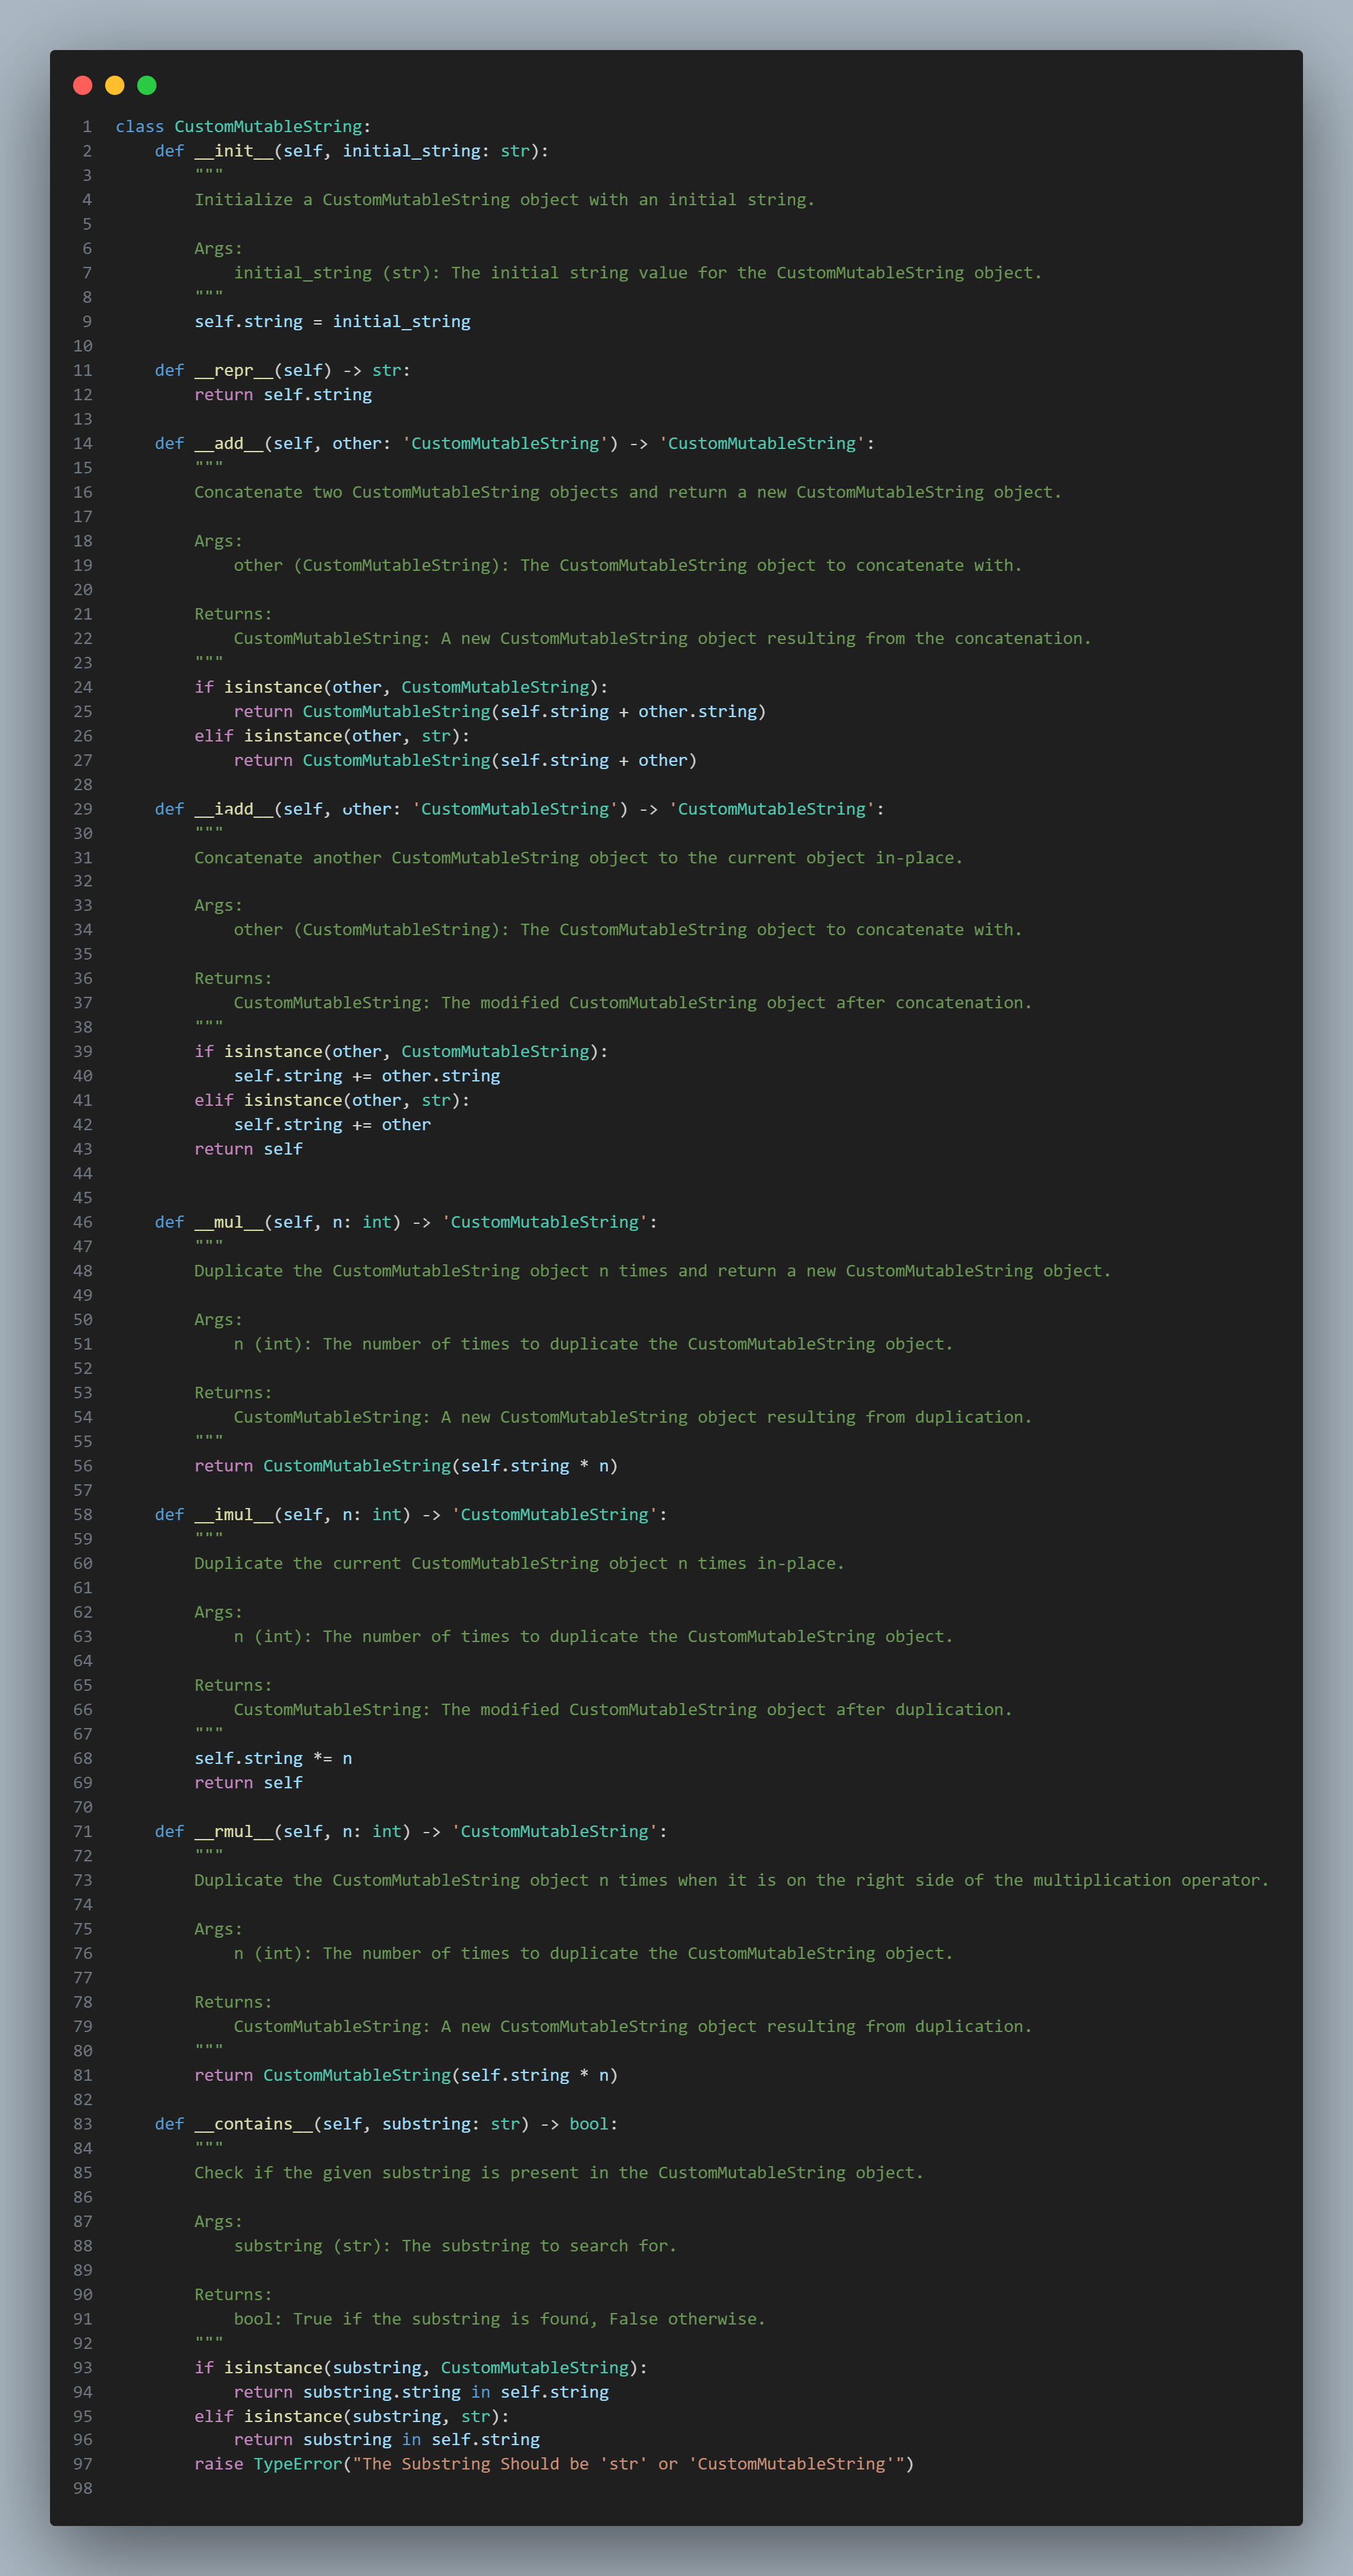 1 class CustomMutableString:
2     def __init__(self, initial_string: str):
3         """
4         Initialize a CustomMutableString object with an initial string.
5
6         Args:
7             initial_string (str): The initial string value for the CustomMutableString object.
8         """
9         self.string = initial_string
10
11     def __repr__(self) -> str:
12         return self.string
13
14     def __add__(self, other: 'CustomMutableString') -> 'CustomMutableString':
15         """
16         Concatenate two CustomMutableString objects and return a new CustomMutableString object.
17
18         Args:
19             other (CustomMutableString): The CustomMutableString object to concatenate with.
20
21         Returns:
22             CustomMutableString: A new CustomMutableString object resulting from the concatenation.
23         """
24         if isinstance(other, CustomMutableString):
25             return CustomMutableString(self.string + other.string)
26         elif isinstance(other, str):
27             return CustomMutableString(self.string + other)
28
29     def __iadd__(self, other: 'CustomMutableString') -> 'CustomMutableString':
30         """
31         Concatenate another CustomMutableString object to the current object in-place.
32
33         Args:
34             other (CustomMutableString): The CustomMutableString object to concatenate with.
35
36         Returns:
37             CustomMutableString: The modified CustomMutableString object after concatenation.
38         """
39         if isinstance(other, CustomMutableString):
40             self.string += other.string
41         elif isinstance(other, str):
42             self.string += other
43         return self
44
45
46     def __mul__(self, n: int) -> 'CustomMutableString':
47         """
48         Duplicate the CustomMutableString object n times and return a new CustomMutableString object.
49
50         Args:
51             n (int): The number of times to duplicate the CustomMutableString object.
52
53         Returns:
54             CustomMutableString: A new CustomMutableString object resulting from duplication.
55         """
56         return CustomMutableString(self.string * n)
57
58     def __imul__(self, n: int) -> 'CustomMutableString':
59         """
60         Duplicate the current CustomMutableString object n times in-place.
61
62         Args:
63             n (int): The number of times to duplicate the CustomMutableString object.
64
65         Returns:
66             CustomMutableString: The modified CustomMutableString object after duplication.
67         """
68         self.string *= n
69         return self
70
71     def __rmul__(self, n: int) -> 'CustomMutableString':
72         """
73         Duplicate the CustomMutableString object n times when it is on the right side of the multiplication operator.
74
75         Args:
76             n (int): The number of times to duplicate the CustomMutableString object.
77
78         Returns:
79             CustomMutableString: A new CustomMutableString object resulting from duplication.
80         """
81         return CustomMutableString(self.string * n)
82
83     def __contains__(self, substring: str) -> bool:
84         """
85         Check if the given substring is present in the CustomMutableString object.
86
87         Args:
88             substring (str): The substring to search for.
89
90         Returns:
91             bool: True if the substring is found, False otherwise.
92         """
93         if isinstance(substring, CustomMutableString):
94             return substring.string in self.string
95         elif isinstance(substring, str):
96             return substring in self.string
97         raise TypeError("The Substring Should be 'str' or 'CustomMutableString'")
98